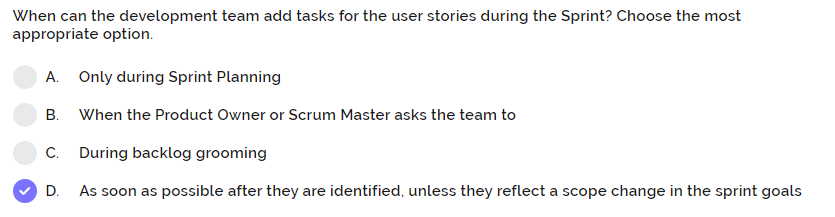 When can the development team add tasks for the user stories during the Sprint? Choose the most
appropriate option.
A. Only during Sprint Planning
B. When the Product Owner or Scrum Master asks the team to
C. During backlog grooming
D. As soon as possible after they are identified, unless they reflect a scope change in the sprint goals